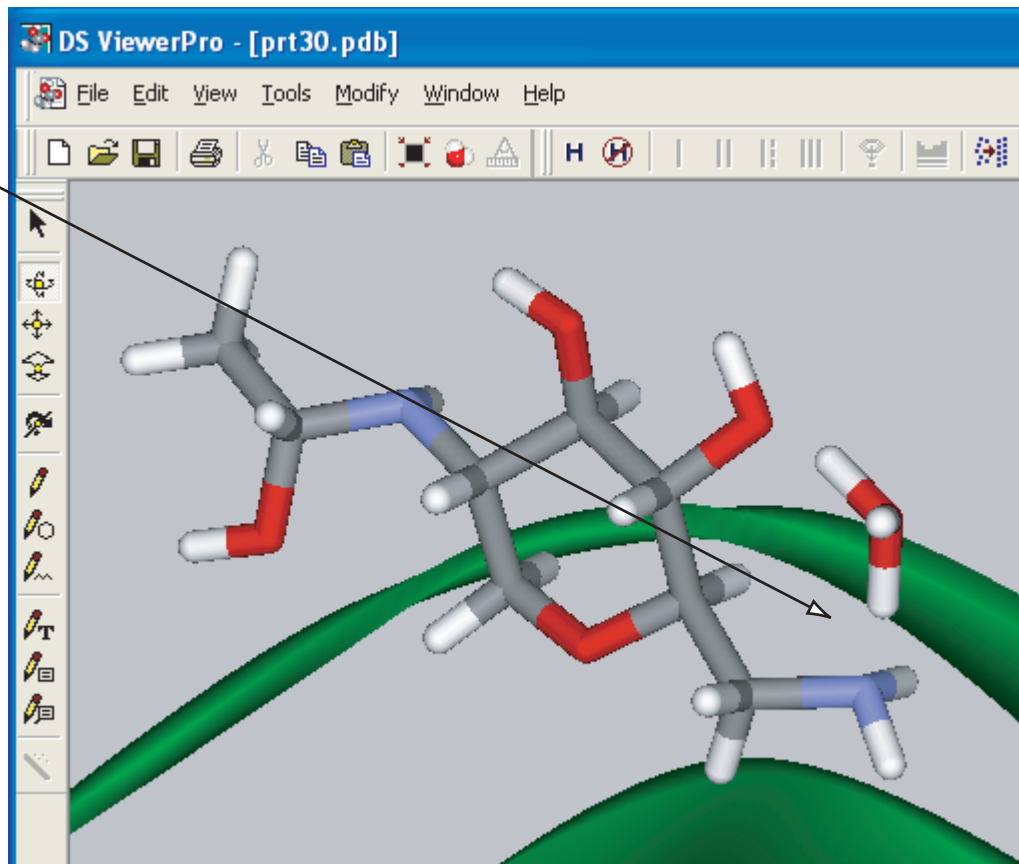 DS ViewerPro - [prt30.pdb]
File Edit View Tools Modify Window Help
H H
T